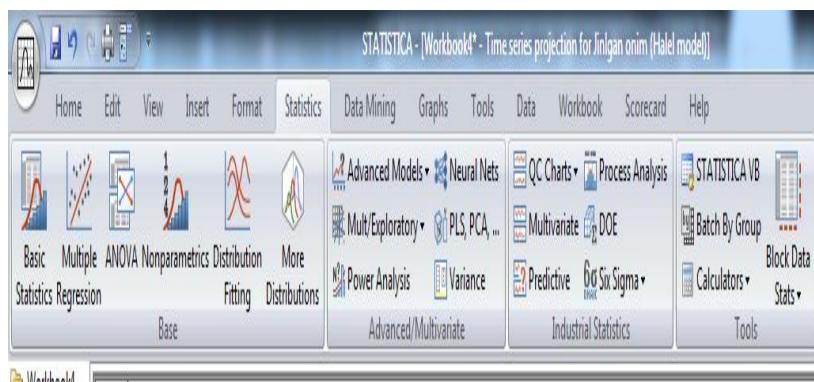 STATISTICA - [Workbook4* - Time series projection for Jinlgan onim (Halel model)]
Home Edit View Insert Format Statistics Data Mining Graphs Tools Data Workbook Scorecard Help
Basic Statistics
Multiple Regression
ANOVA
Nonparametrics
Distribution Fitting
More Distributions
Base
Advanced Models
Neural Nets
Mult/Exploratory
PLS, PCA, ...
Power Analysis
Variance
Advanced/Multivariate
QC Charts
Process Analysis
Multivariate
DOE
Predictive
6σ Six Sigma
Industrial Statistics
STATISTICA VB
Batch By Group
Calculators
Block Data Stats
Tools
Workbook4